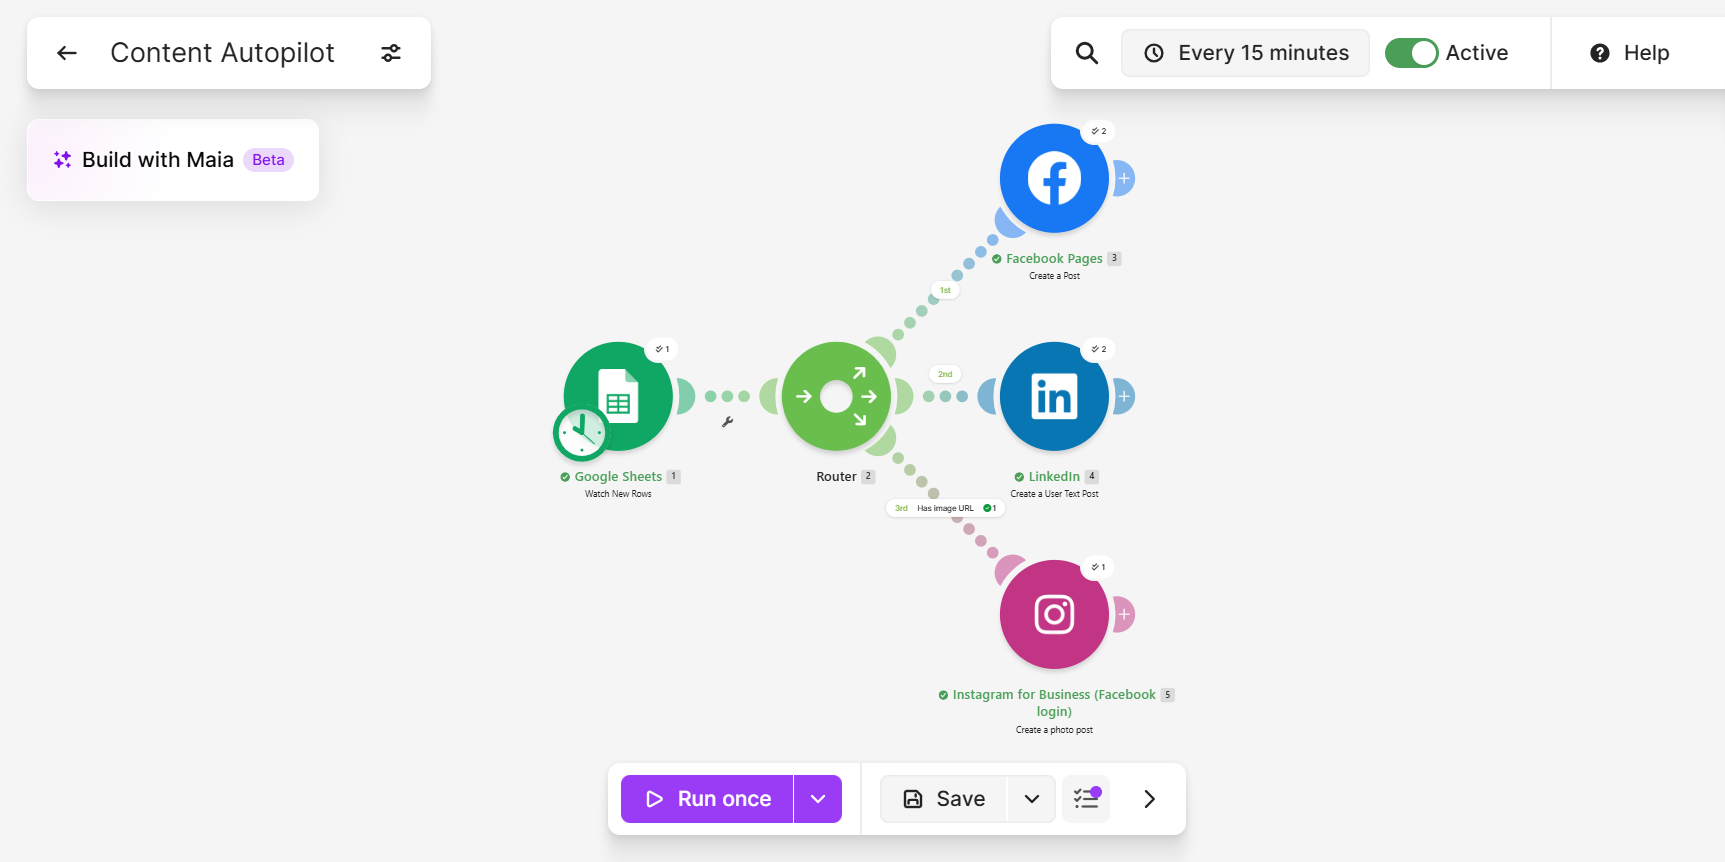 Content Autopilot
Every 15 minutes
Active
Help
Build with Maia Beta
2
Facebook Pages 3
Create a Post
1st
1
2nd
2
Google Sheets 1
Watch New Rows
Router 2
LinkedIn 4
Create a User Text Post
3rd Has image URL 1
1
Instagram for Business (Facebook 5
login)
Create a photo post
Run once
Save